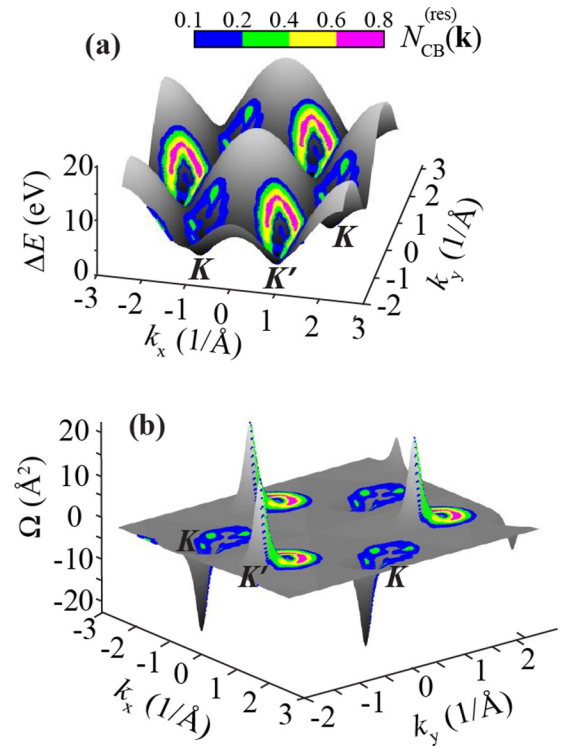 0.1 0.2 0.4 0.6 0.8 N_CB^(res)(k)
(a)
20
10
0
ΔE (eV)
K K' K
-3 -2 -1 0 1 2 3
k_x (1/Å)
-2 -1 0 1 2 3
k_y (1/Å)
(b)
20
10
0
-10
-20
Ω (Å²)
K K' K
-3 -2 -1 0 1 2 3
k_x (1/Å)
-2 -1 0 1 1 2
k_y (1/Å)